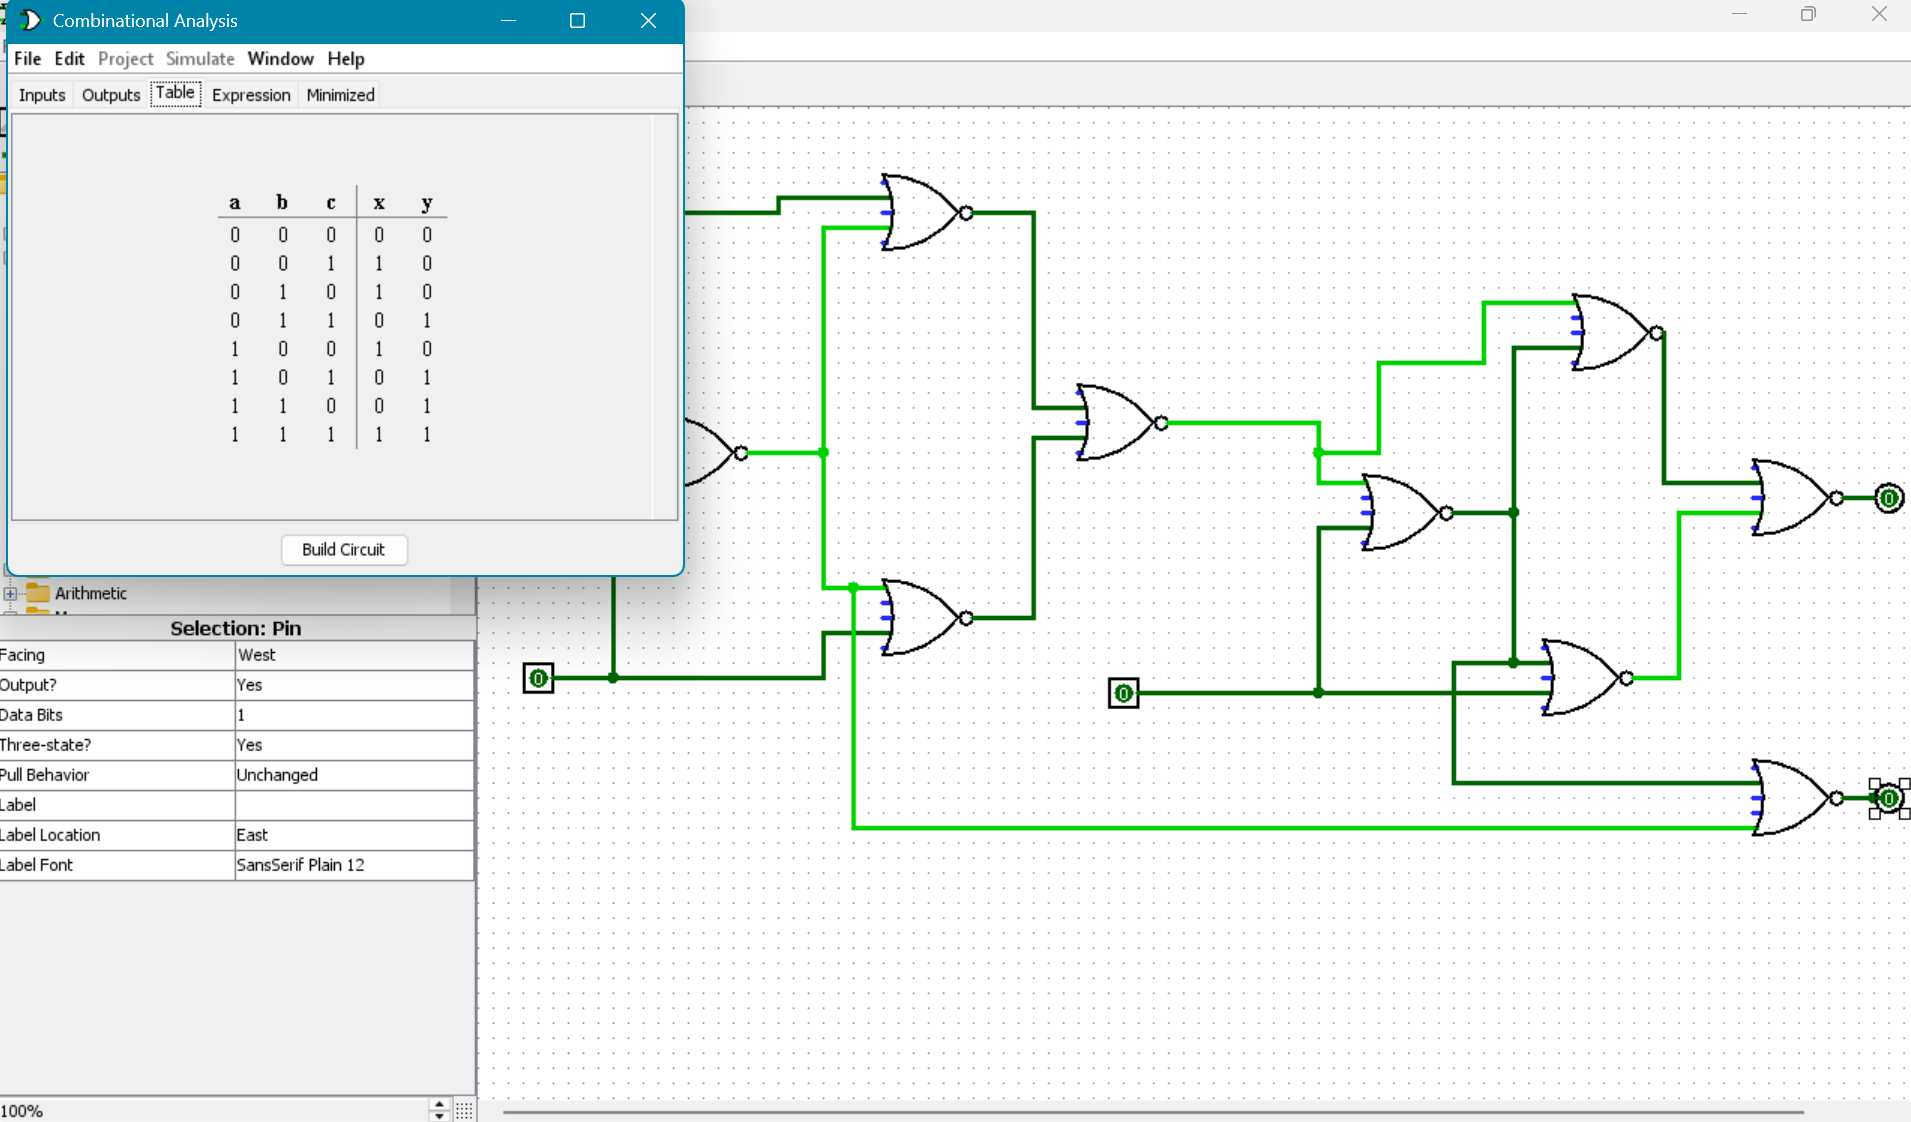 Combinational Analysis
File Edit Project Simulate Window Help
Inputs Outputs Table Expression Minimized
a b c x y
0 0 0 0 0
0 0 1 1 0
0 1 0 1 0
0 1 1 0 1
1 0 0 1 0
1 0 1 0 1
1 1 0 0 1
1 1 1 1 1
Build Circuit
Arithmetic
Selection: Pin
Facing West
Output? Yes
Data Bits 1
Three-state? Yes
Pull Behavior Unchanged
Label
Label Location East
Label Font SansSerif Plain 12
100%
0
0
0
0